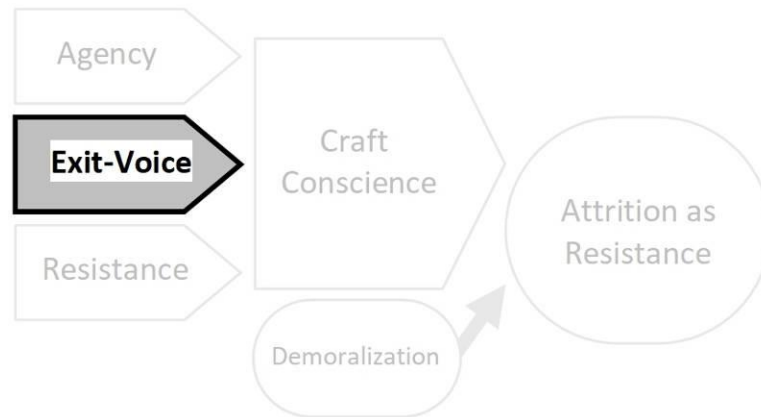 Agency
Exit-Voice
Resistance
Craft
Conscience
Demoralization
Attrition as
Resistance